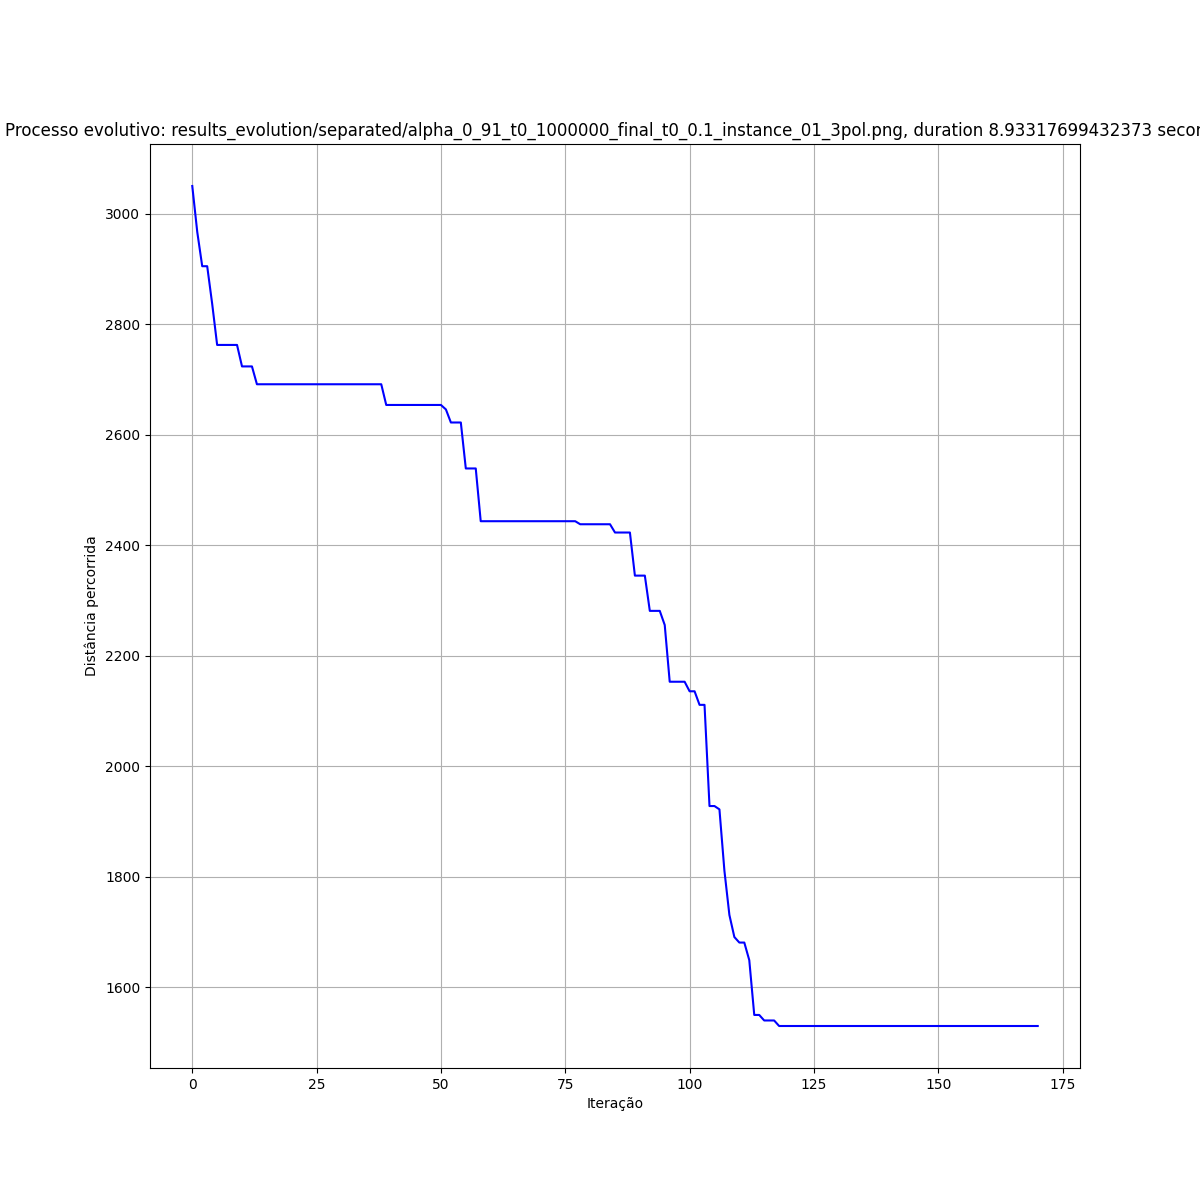 Processo evolutivo: results_evolution/separated/alpha_0_91_t0_1000000_final_t0_0.1_instance_01_3pol.png, duration 8.93317699432373
3000
2800
2600
2400
2200
2000
1800
1600
Distância percorrida
0 25 50 75 100 125 150 175
Iteração